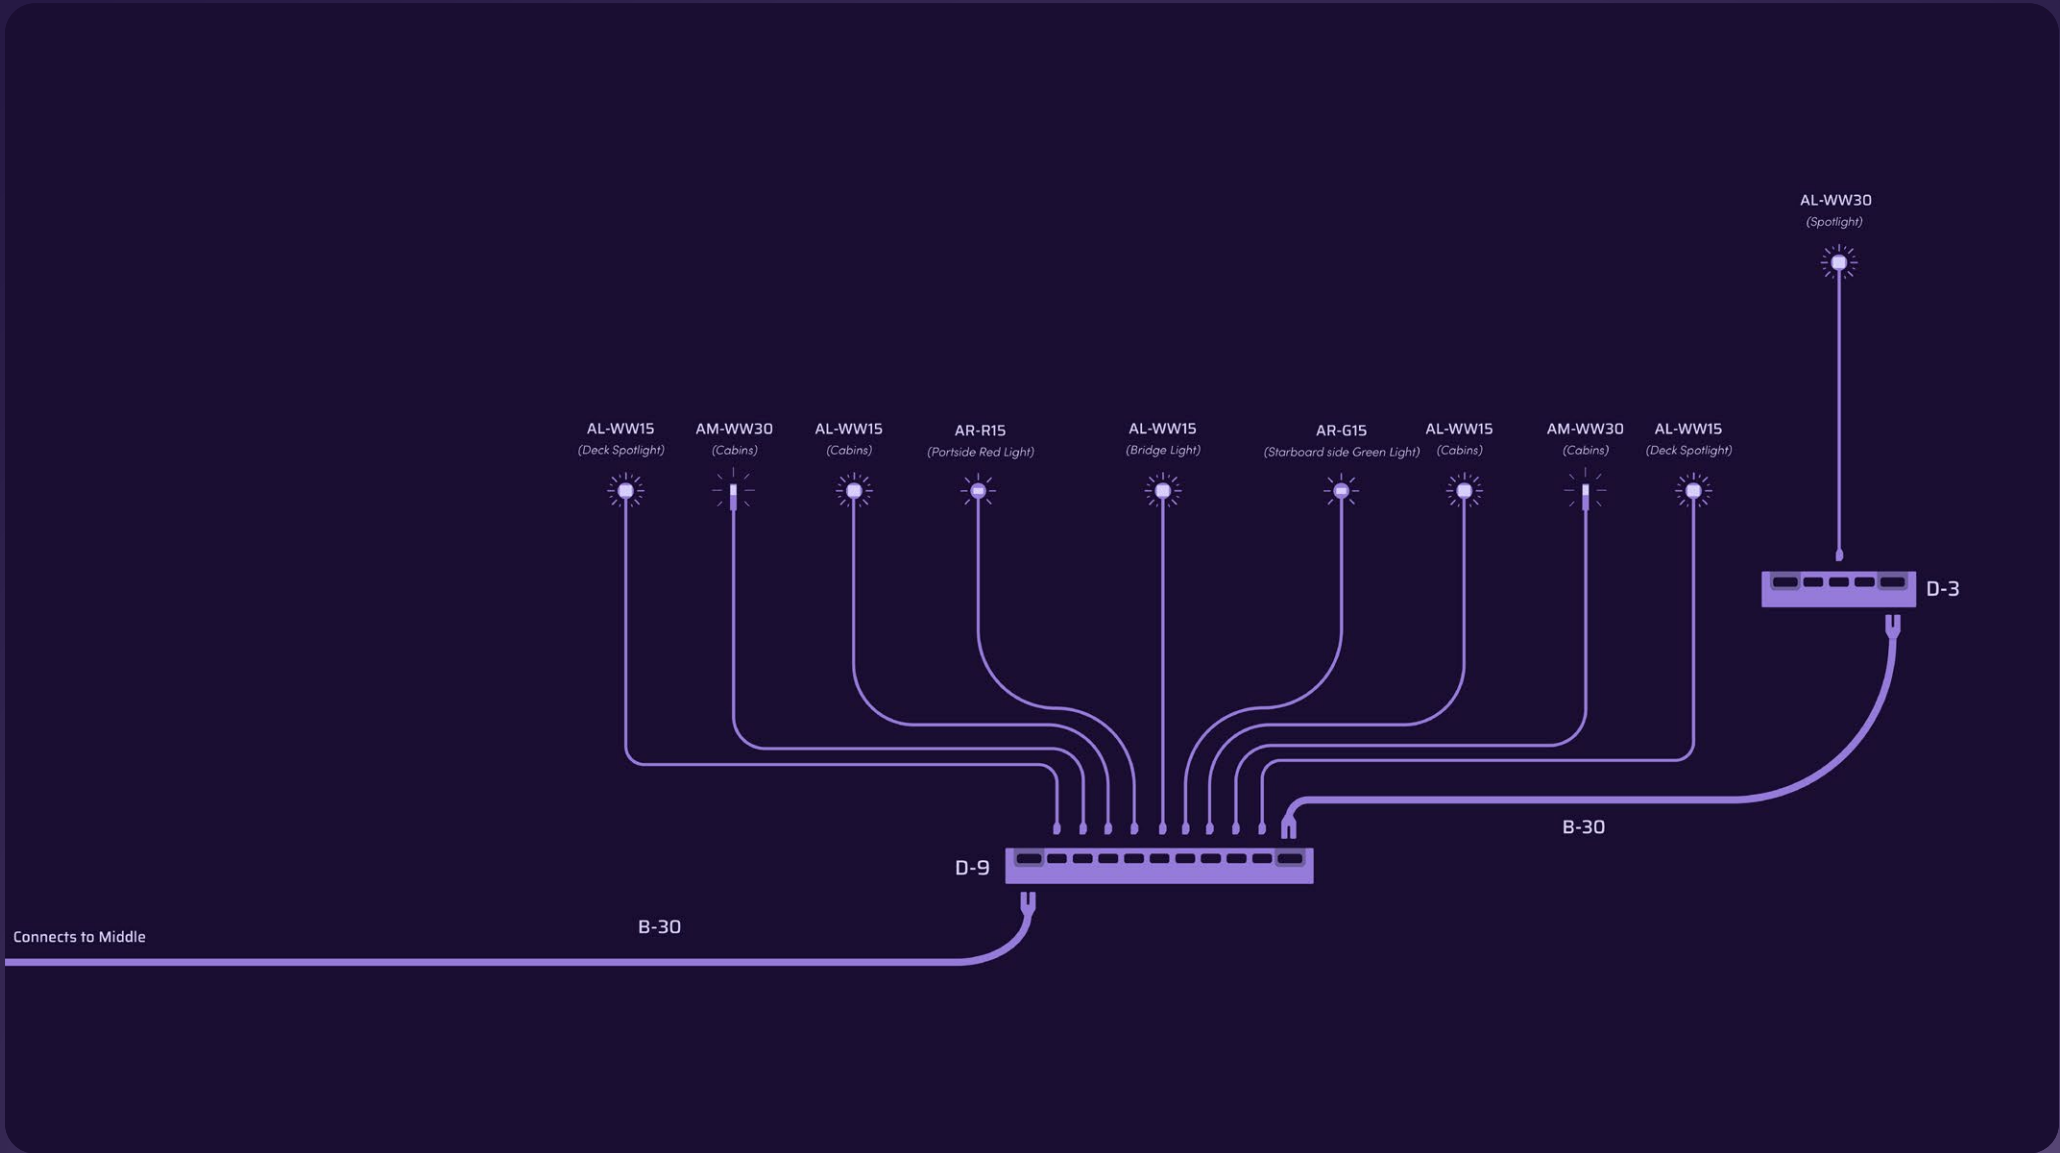 AL-WW30
(Spotlight)
AL-WW15
(Deck Spotlight)
AM-WW30
(Cabins)
AL-WW15
(Cabins)
AR-R15
(Portside Red Light)
AL-WW15
(Bridge Light)
AR-G15
(Starboard side Green Light)
AL-WW15
(Cabins)
AM-WW30
(Cabins)
AL-WW15
(Deck Spotlight)
D-3
B-30
D-9
B-30
Connects to Middle